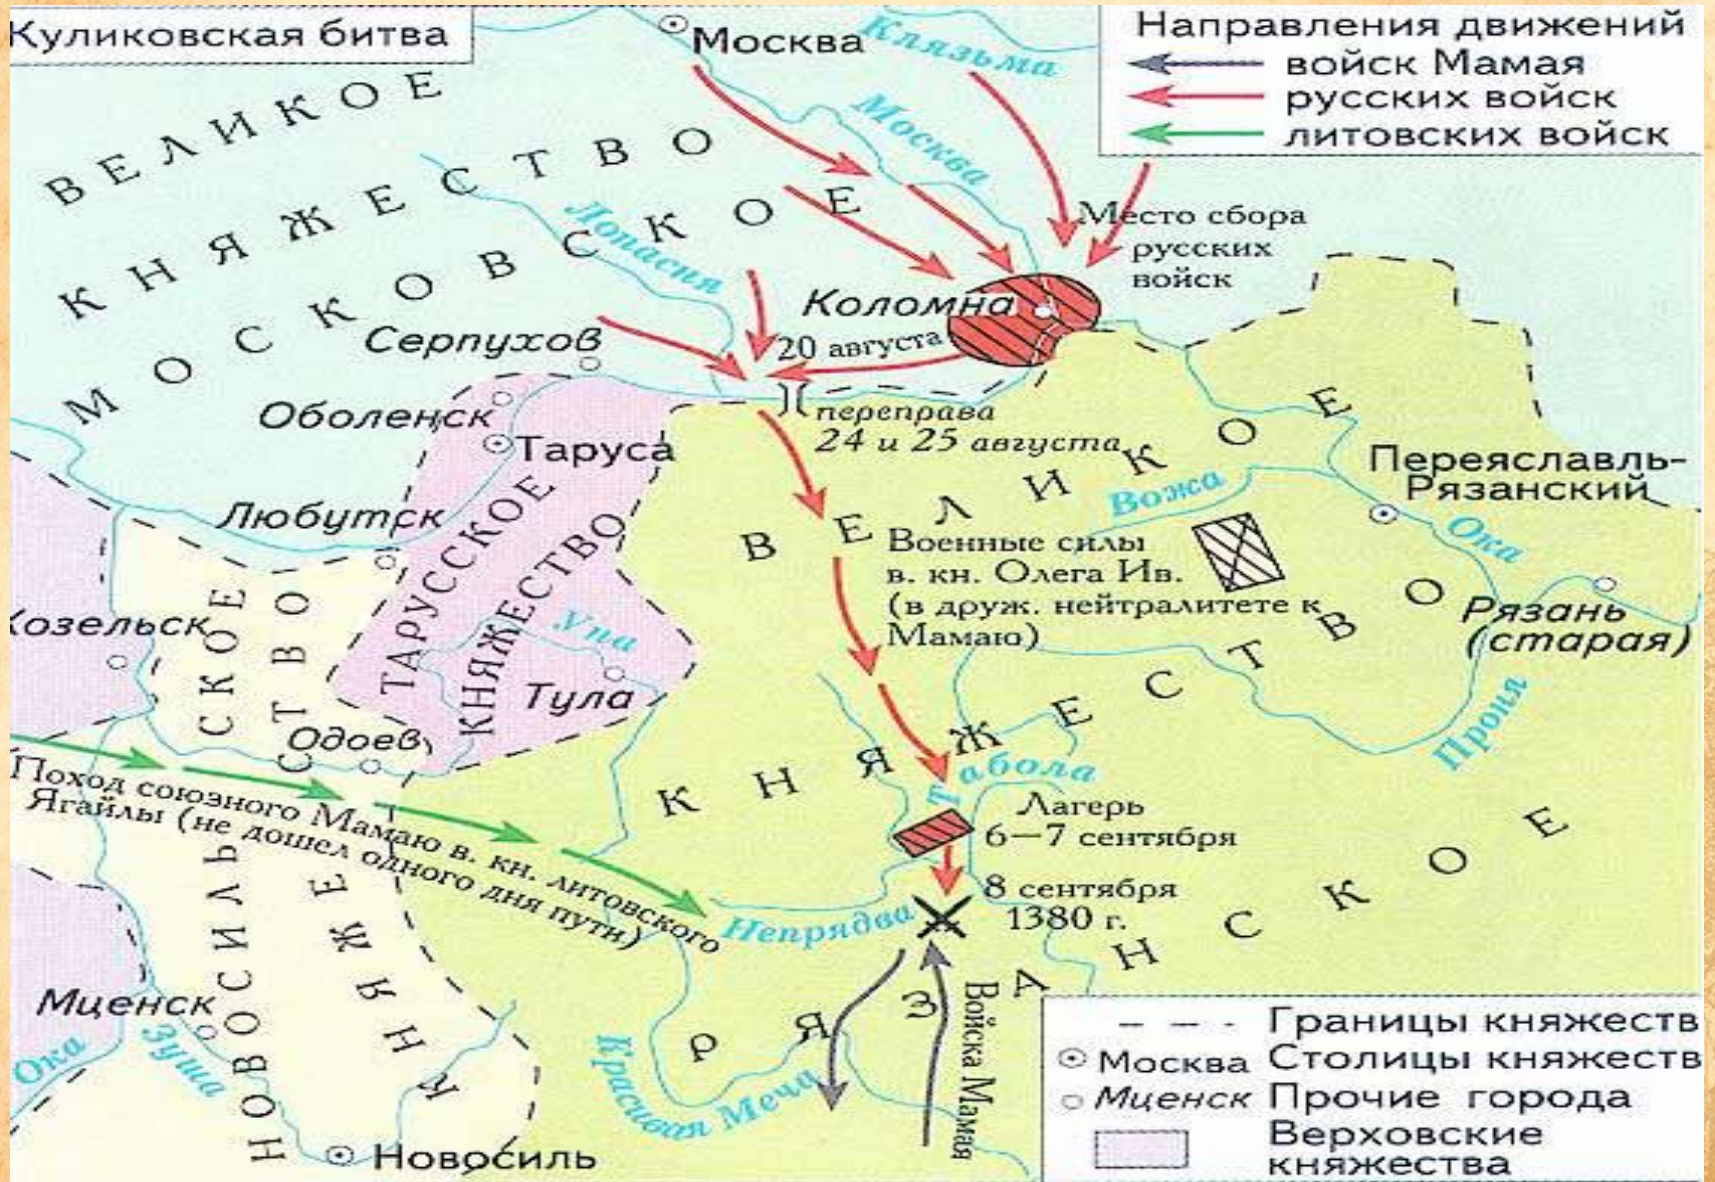 Куликовская битва
Москва
Клязьма
Направления движений
войск Мамая
русских войск
литовских войск
ВЕЛИКОЕ
КНЯЖЕСТВО
МОСКОВСКОЕ
Москва
Лопасня
Место сбора
русских
войск
Коломна
20 августа
Серпухов
Оболенск
Таруса
переправа
24 и 25 августа
Любутск
ТАРУССКОЕ
КНЯЖЕСТВО
ВЕЛИКОЕ
КНЯЖЕСТВО
РЯЗАНСКОЕ
Вожа
Переяславль-
Рязанский
Ока
Военные силы
в. кн. Олега Ив.
(в друж. нейтралитете к
Мамаю)
Рязань
(старая)
Проня
Козельск
Упа
Тула
Одоев
НОВОСИЛЬСКОЕ
КНЯЖЕСТВО
Поход союзного Мамаю в. кн. литовского
Ягайлы (не дошел одного дня пути)
Табола
Лагерь
6—7 сентября
8 сентября
1380 г.
Непрядва
Войска Мамая
Красивая Меча
Мценск
Ока
Зуша
Новосиль
Границы княжеств
Москва Столицы княжеств
Мценск Прочие города
Верховские
княжества